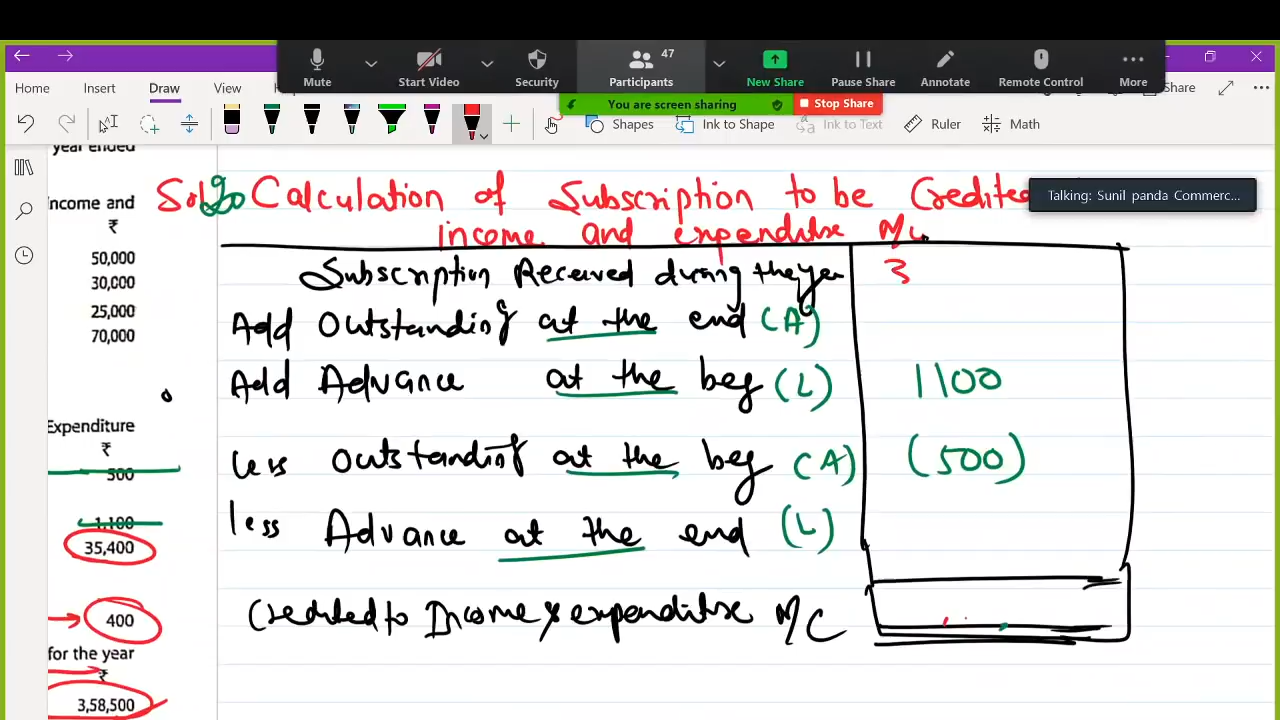 Mute
Start Video
Security
47
Participants
New Share
Pause Share
Annotate
Remote Control
More
You are screen sharing
Stop Share
Home
Insert
Draw
View
Share
Shapes
Ink to Shape
Ink to Text
Ruler
Math
Talking: Sunil panda Commerc...
year ended
Income and
₹
50,000
30,000
25,000
70,000
Expenditure
₹
500
1,100
35,400
400
for the year
₹
3,58,500
Calculation of Subscription to be Credited
income and expenditure A/c
Subscription Received during the year
Add Outstanding at the end (A)
Add Advance at the beg (L) 1100
less Outstanding at the beg (A) (500)
less Advance at the end (L)
Credited to Income & expenditure A/C